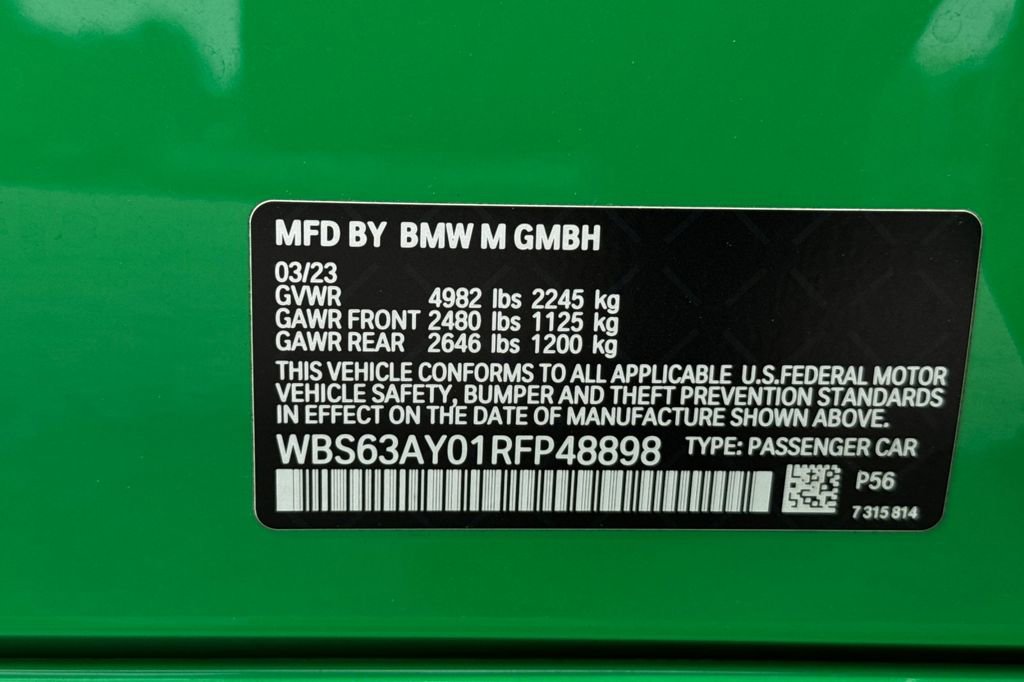 MFD BY BMW M GMBH
03/23
GVWR 4982 lbs 2245 kg
GAWR FRONT 2480 lbs 1125 kg
GAWR REAR 2646 lbs 1200 kg
THIS VEHICLE CONFORMS TO ALL APPLICABLE U.S.FEDERAL MOTOR
VEHICLE SAFETY, BUMPER AND THEFT PREVENTION STANDARDS
IN EFFECT ON THE DATE OF MANUFACTURE SHOWN ABOVE.
WBS63AY01RFP48898 TYPE: PASSENGER CAR
P56
7 315 814